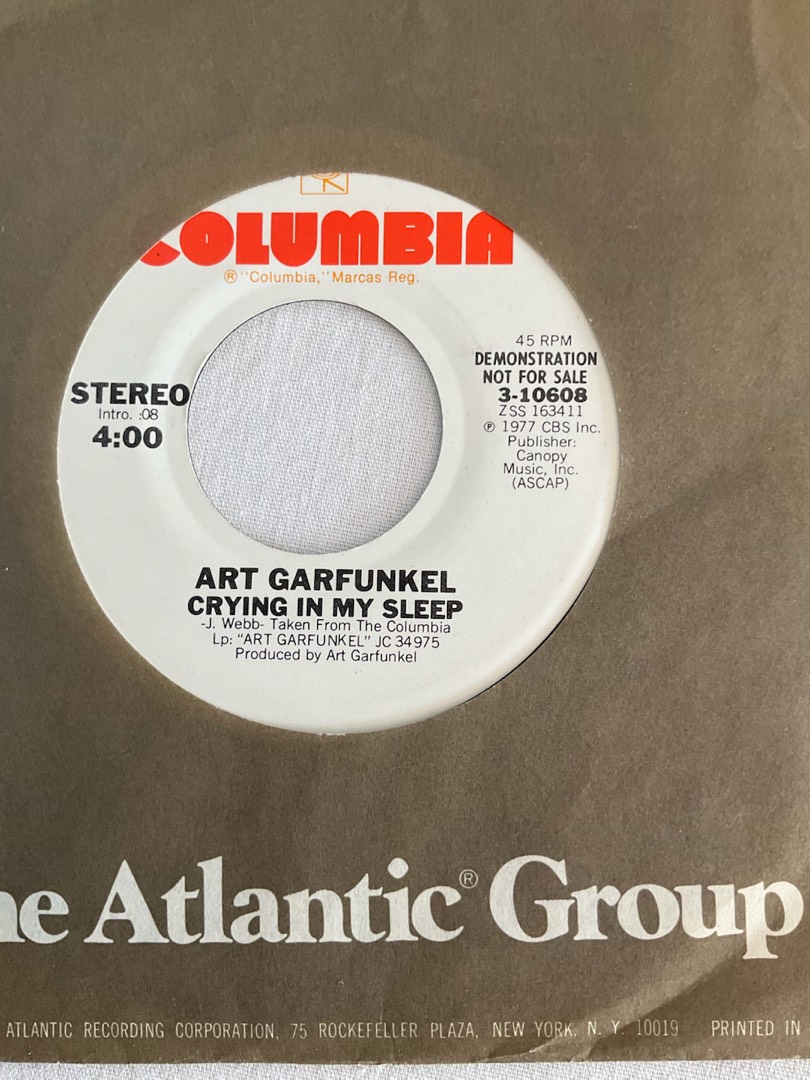 COLUMBIA
® "Columbia," Marcas Reg.
STEREO
Intro. :08
4:00
45 RPM
DEMONSTRATION
NOT FOR SALE
3-10608
ZSS 163411
℗ 1977 CBS Inc.
Publisher:
Canopy
Music, Inc.
(ASCAP)
ART GARFUNKEL
CRYING IN MY SLEEP
-J. Webb- Taken From The Columbia
Lp: "ART GARFUNKEL" JC 34975
Produced by Art Garfunkel
he Atlantic® Group
ATLANTIC RECORDING CORPORATION, 75 ROCKEFELLER PLAZA, NEW YORK, N. Y. 10019 PRINTED IN